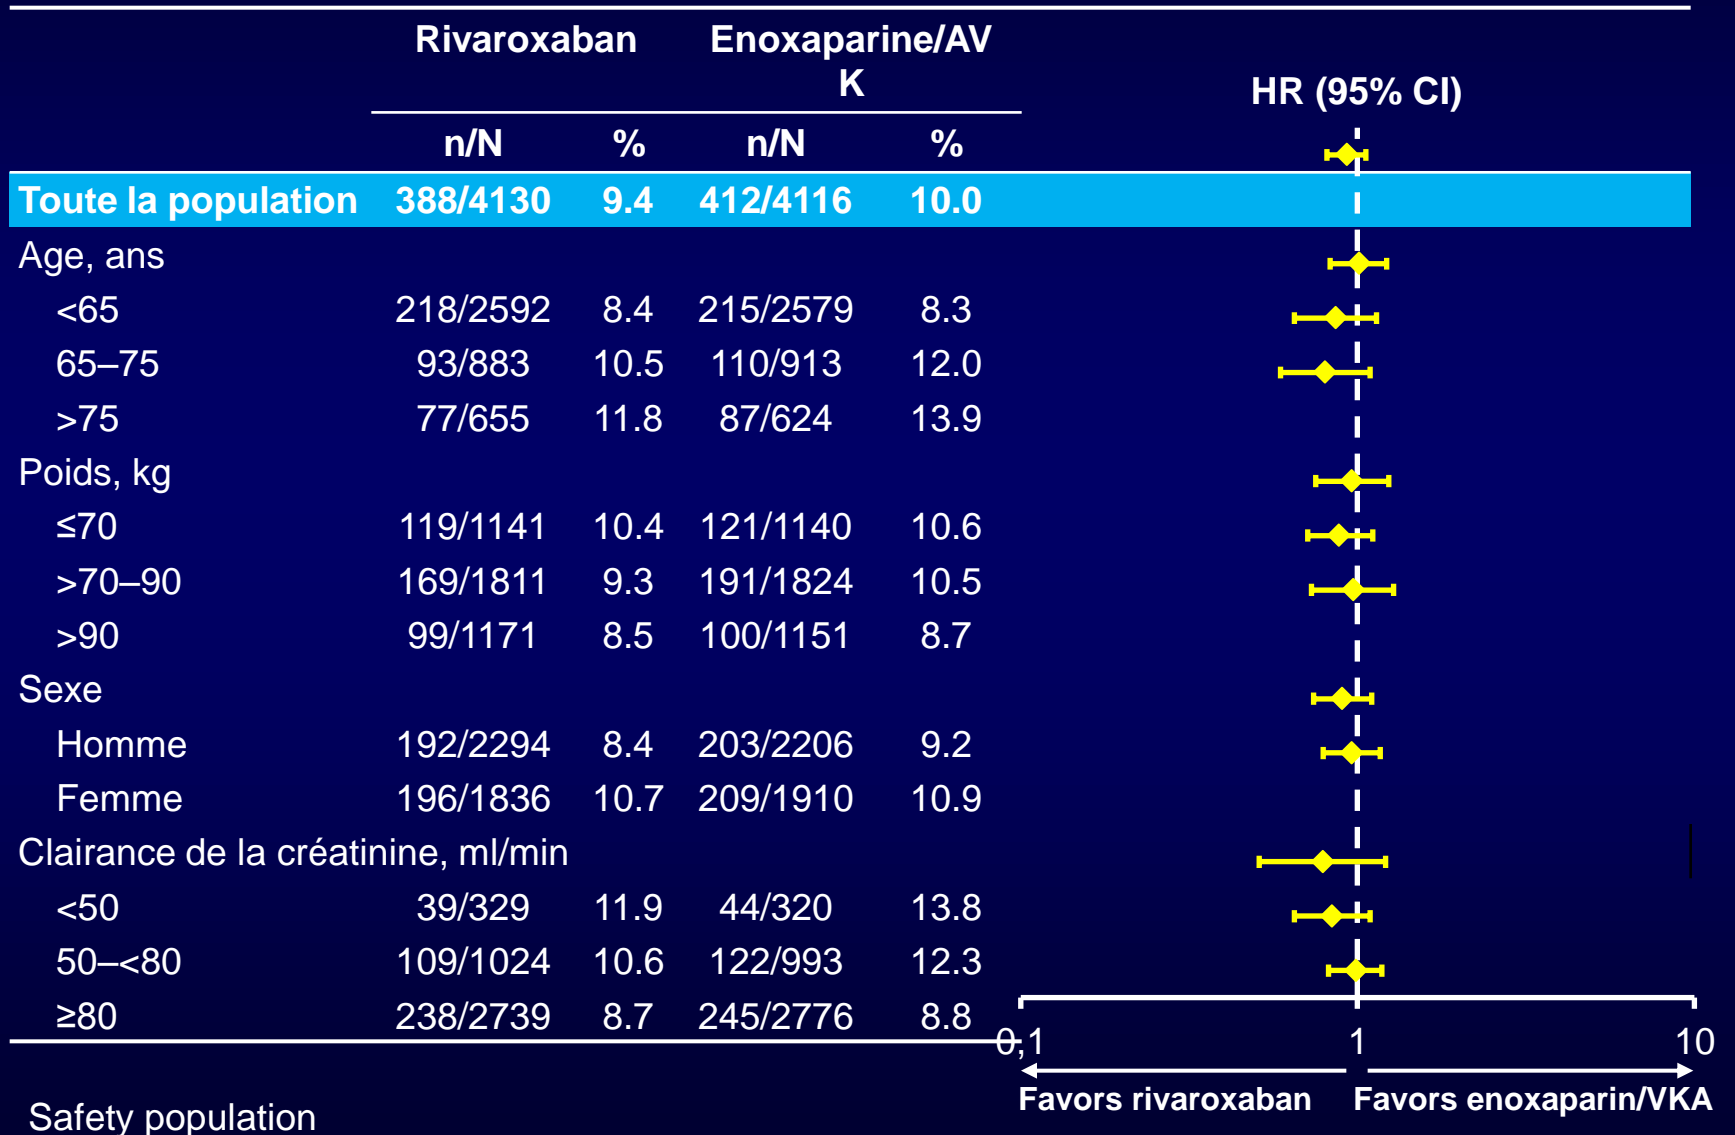 Rivaroxaban Enoxaparine/AV
K
HR (95% CI)
n/N % n/N %
Toute la population 388/4130 9.4 412/4116 10.0
Age, ans
<65 218/2592 8.4 215/2579 8.3
65–75 93/883 10.5 110/913 12.0
>75 77/655 11.8 87/624 13.9
Poids, kg
≤70 119/1141 10.4 121/1140 10.6
>70–90 169/1811 9.3 191/1824 10.5
>90 99/1171 8.5 100/1151 8.7
Sexe
Homme 192/2294 8.4 203/2206 9.2
Femme 196/1836 10.7 209/1910 10.9
Clairance de la créatinine, ml/min
<50 39/329 11.9 44/320 13.8
50–<80 109/1024 10.6 122/993 12.3
≥80 238/2739 8.7 245/2776 8.8
0,1 1 10
Favors rivaroxaban Favors enoxaparin/VKA
Safety population